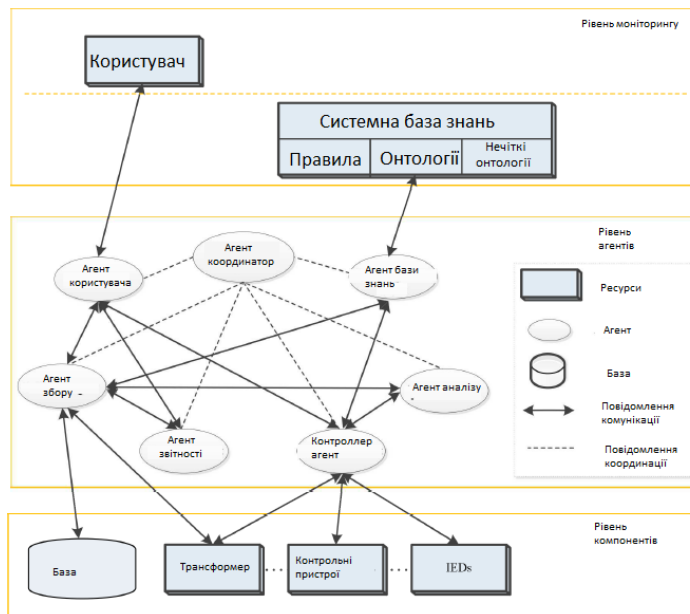 Рівень моніторингу
Користувач
Системна база знань
Правила
Онтології
Нечіткі
онтології
Рівень
агентів
Агент
координатор
Агент
користувача
Агент бази
знань
Ресурси
Агент
База
Повідомлення
комунікації
Повідомлення
координації
Агент
збору
Агент аналізу
Агент
звітності
Контроллер
агент
Рівень
компонентів
База
Трансформер
Контрольні
пристрої
IEDs